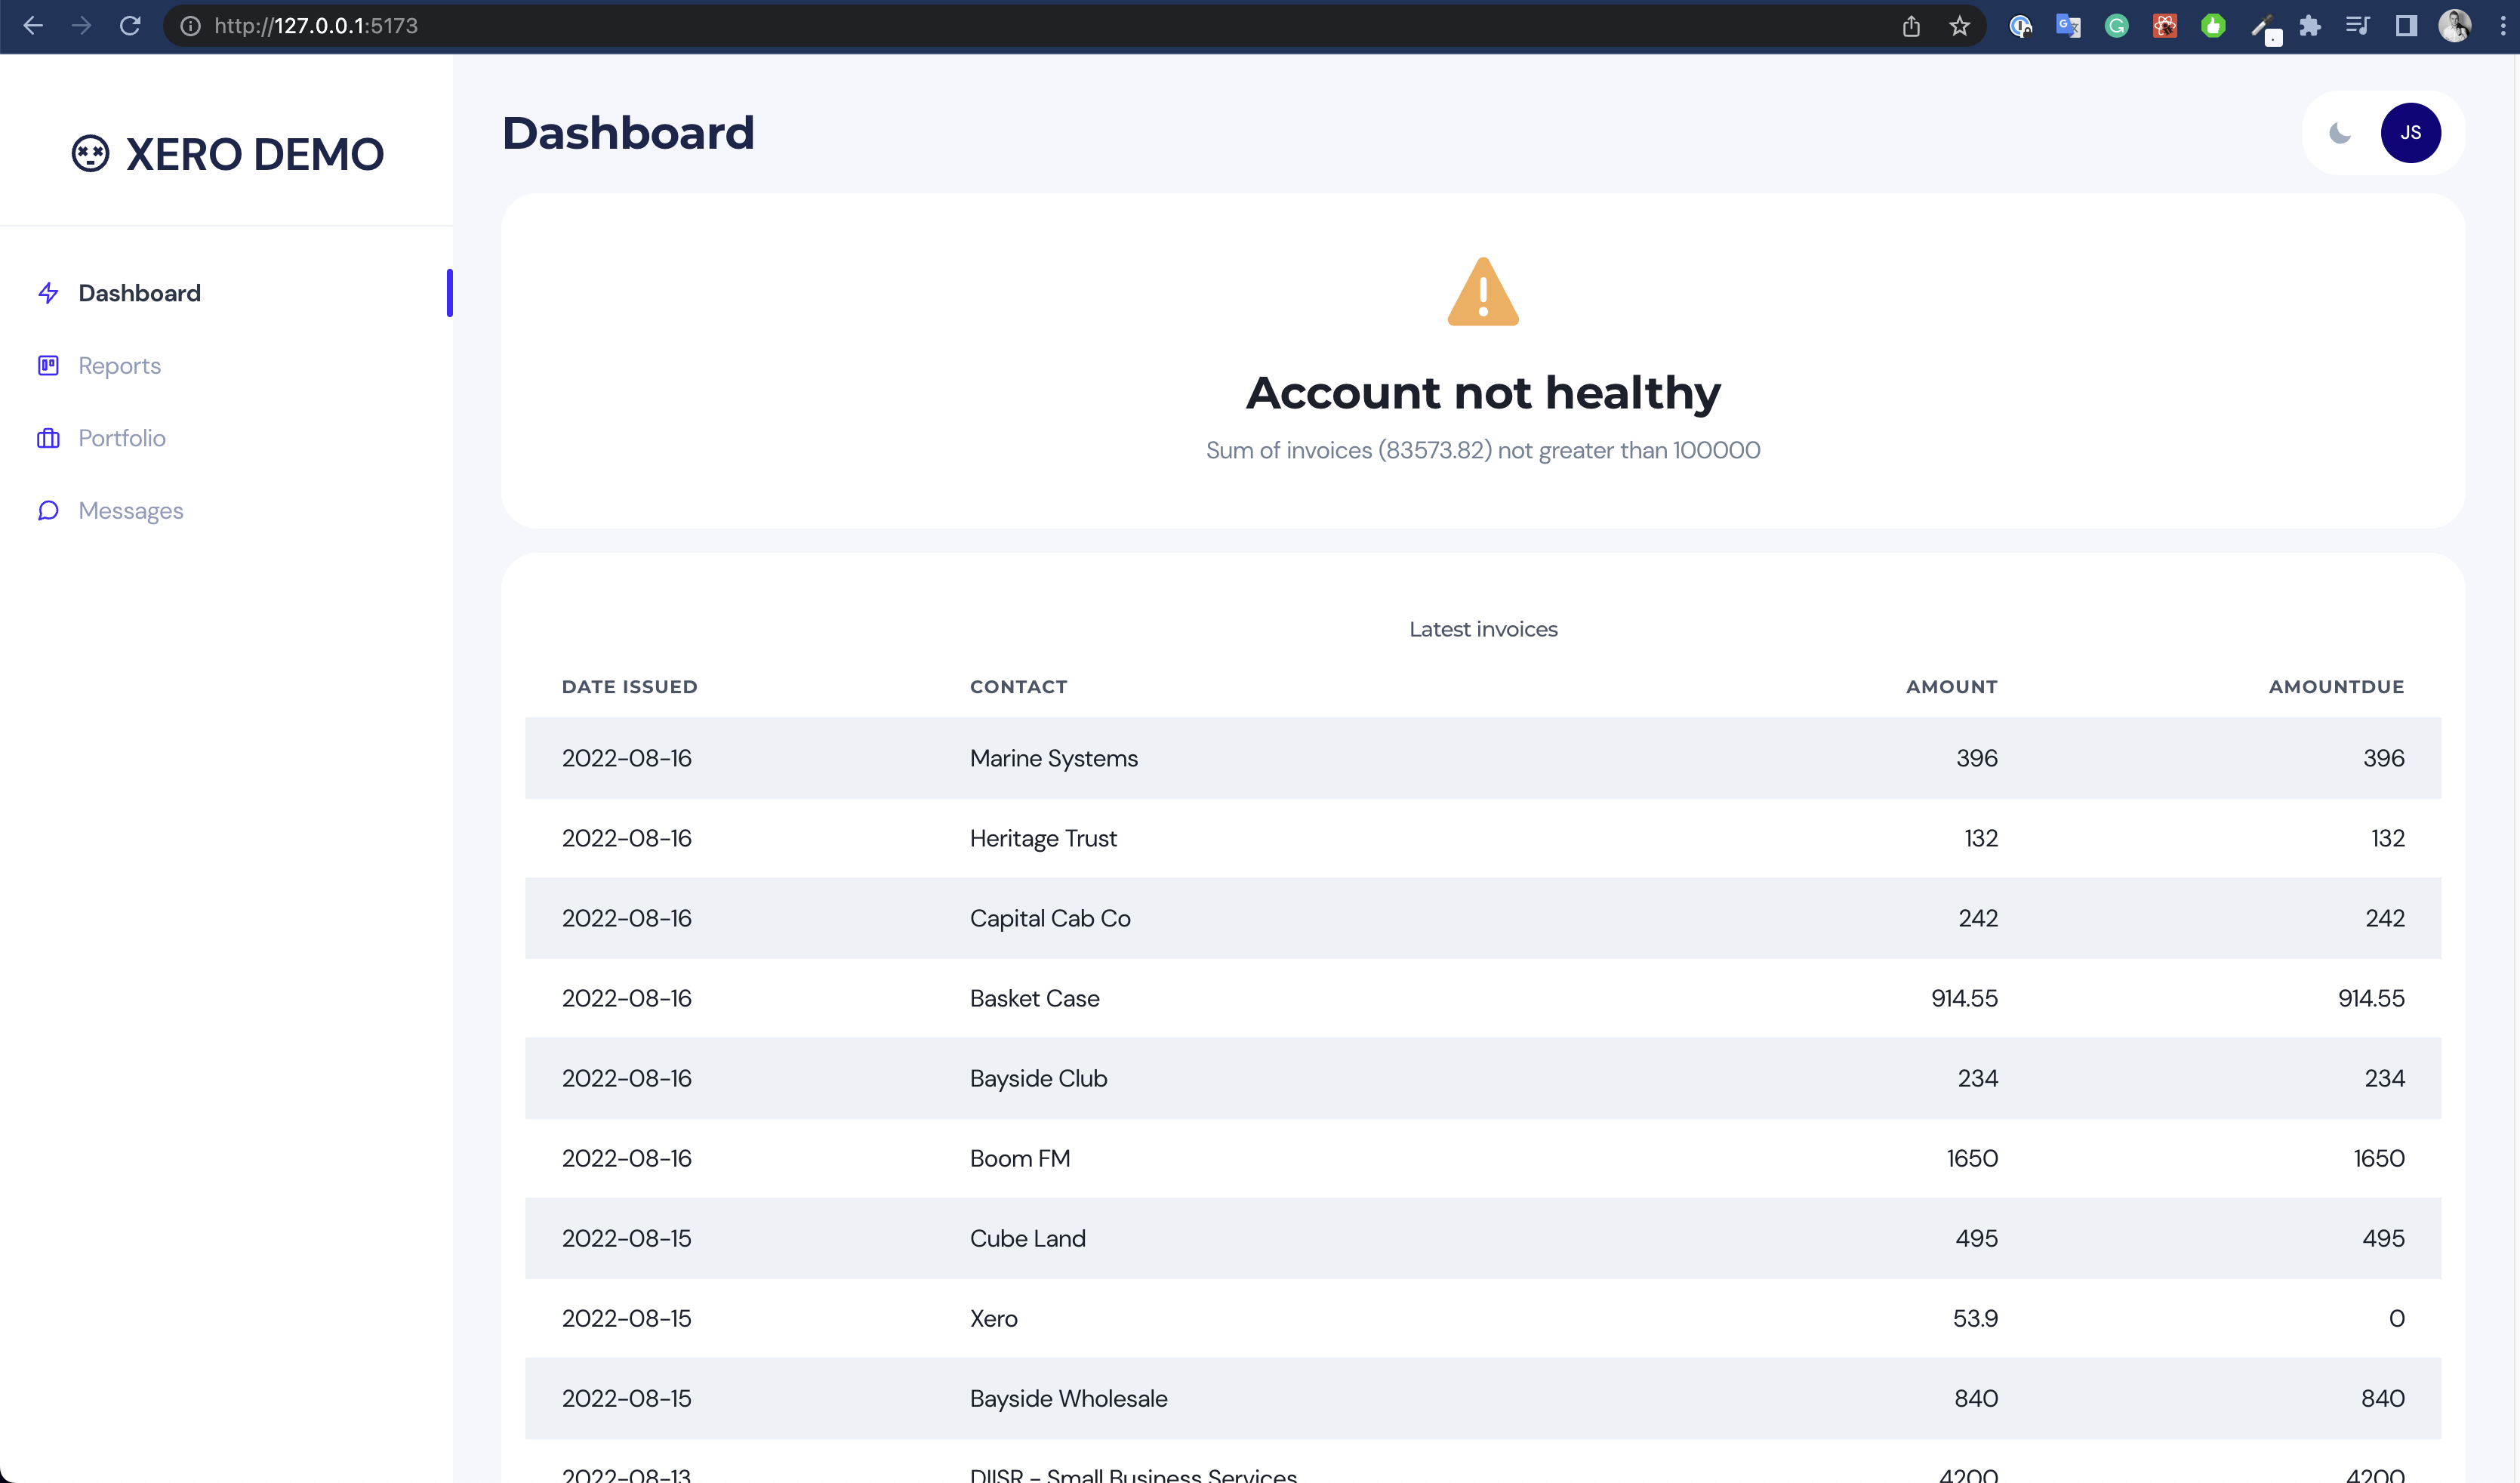 http://127.0.0.1:5173
XERO DEMO
Dashboard
Reports
Portfolio
Messages
Dashboard
JS
Account not healthy
Sum of invoices (83573.82) not greater than 100000
Latest invoices
DATE ISSUED CONTACT AMOUNT AMOUNTDUE
2022-08-16 Marine Systems 396 396
2022-08-16 Heritage Trust 132 132
2022-08-16 Capital Cab Co 242 242
2022-08-16 Basket Case 914.55 914.55
2022-08-16 Bayside Club 234 234
2022-08-16 Boom FM 1650 1650
2022-08-15 Cube Land 495 495
2022-08-15 Xero 53.9 0
2022-08-15 Bayside Wholesale 840 840
2022-08-13 DIISR - Small Business Services 4200 4200